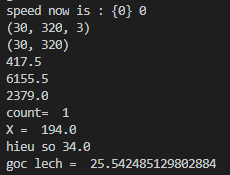 speed now is : {0} 0
(30, 320, 3)
(30, 320)
417.5
6155.5
2379.0
count=  1
X =  194.0
hieu so 34.0
goc lech =  25.542485129802884